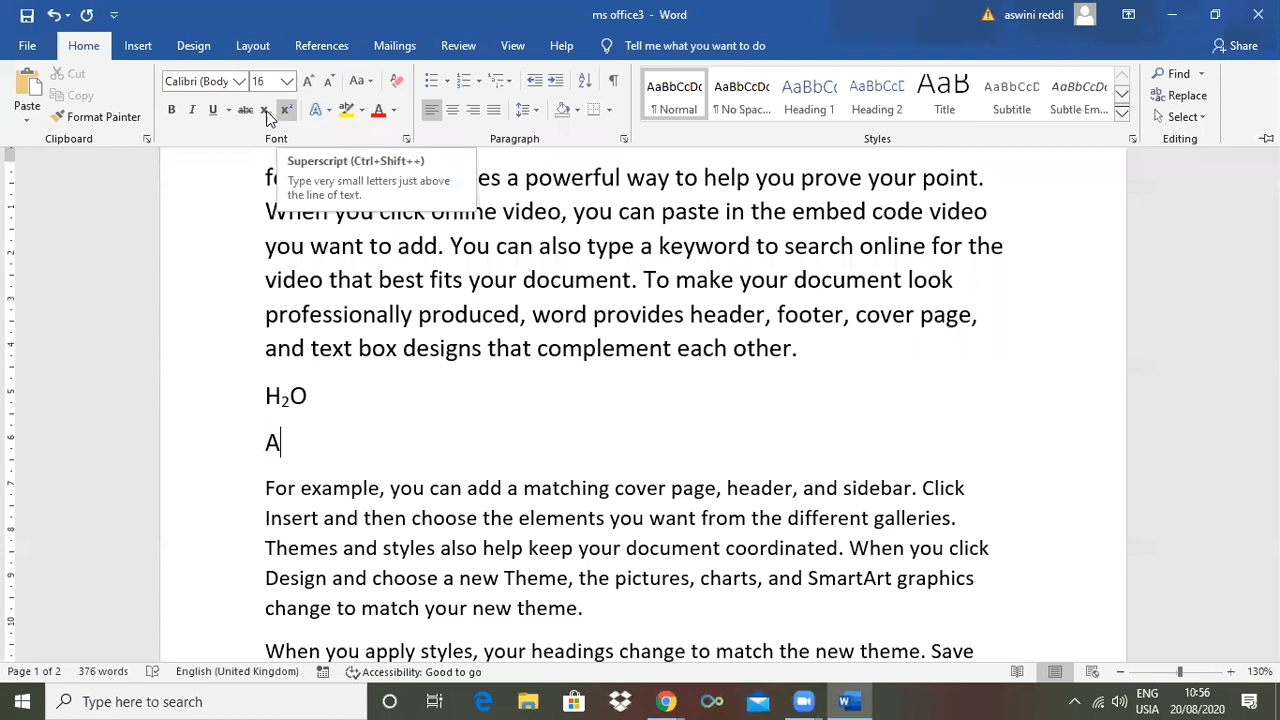 ms office3 - Word
aswini reddi
File Home Insert Design Layout References Mailings Review View Help Tell me what you want to do Share
Paste
Cut
Copy
Format Painter
Clipboard
Calibri (Body 16
Font
Paragraph
AaBbCcDc AaBbCcDc AaBbCc AaBbCcC AaB AaBbCcD AaBbCcDc
¶ Normal ¶ No Spac... Heading 1 Heading 2 Title Subtitle Subtle Em...
Styles
Find
Replace
Select
Editing
Superscript (Ctrl+Shift++)
Type very small letters just above
the line of text.
a powerful way to help you prove your point.
When you click online video, you can paste in the embed code video
you want to add. You can also type a keyword to search online for the
video that best fits your document. To make your document look
professionally produced, word provides header, footer, cover page,
and text box designs that complement each other.
H₂O
A
For example, you can add a matching cover page, header, and sidebar. Click
Insert and then choose the elements you want from the different galleries.
Themes and styles also help keep your document coordinated. When you click
Design and choose a new Theme, the pictures, charts, and SmartArt graphics
change to match your new theme.
When you apply styles, your headings change to match the new theme. Save
Page 1 of 2 376 words English (United Kingdom) Accessibility: Good to go 130%
Type here to search
ENG
USIA
10:56
20/08/2020